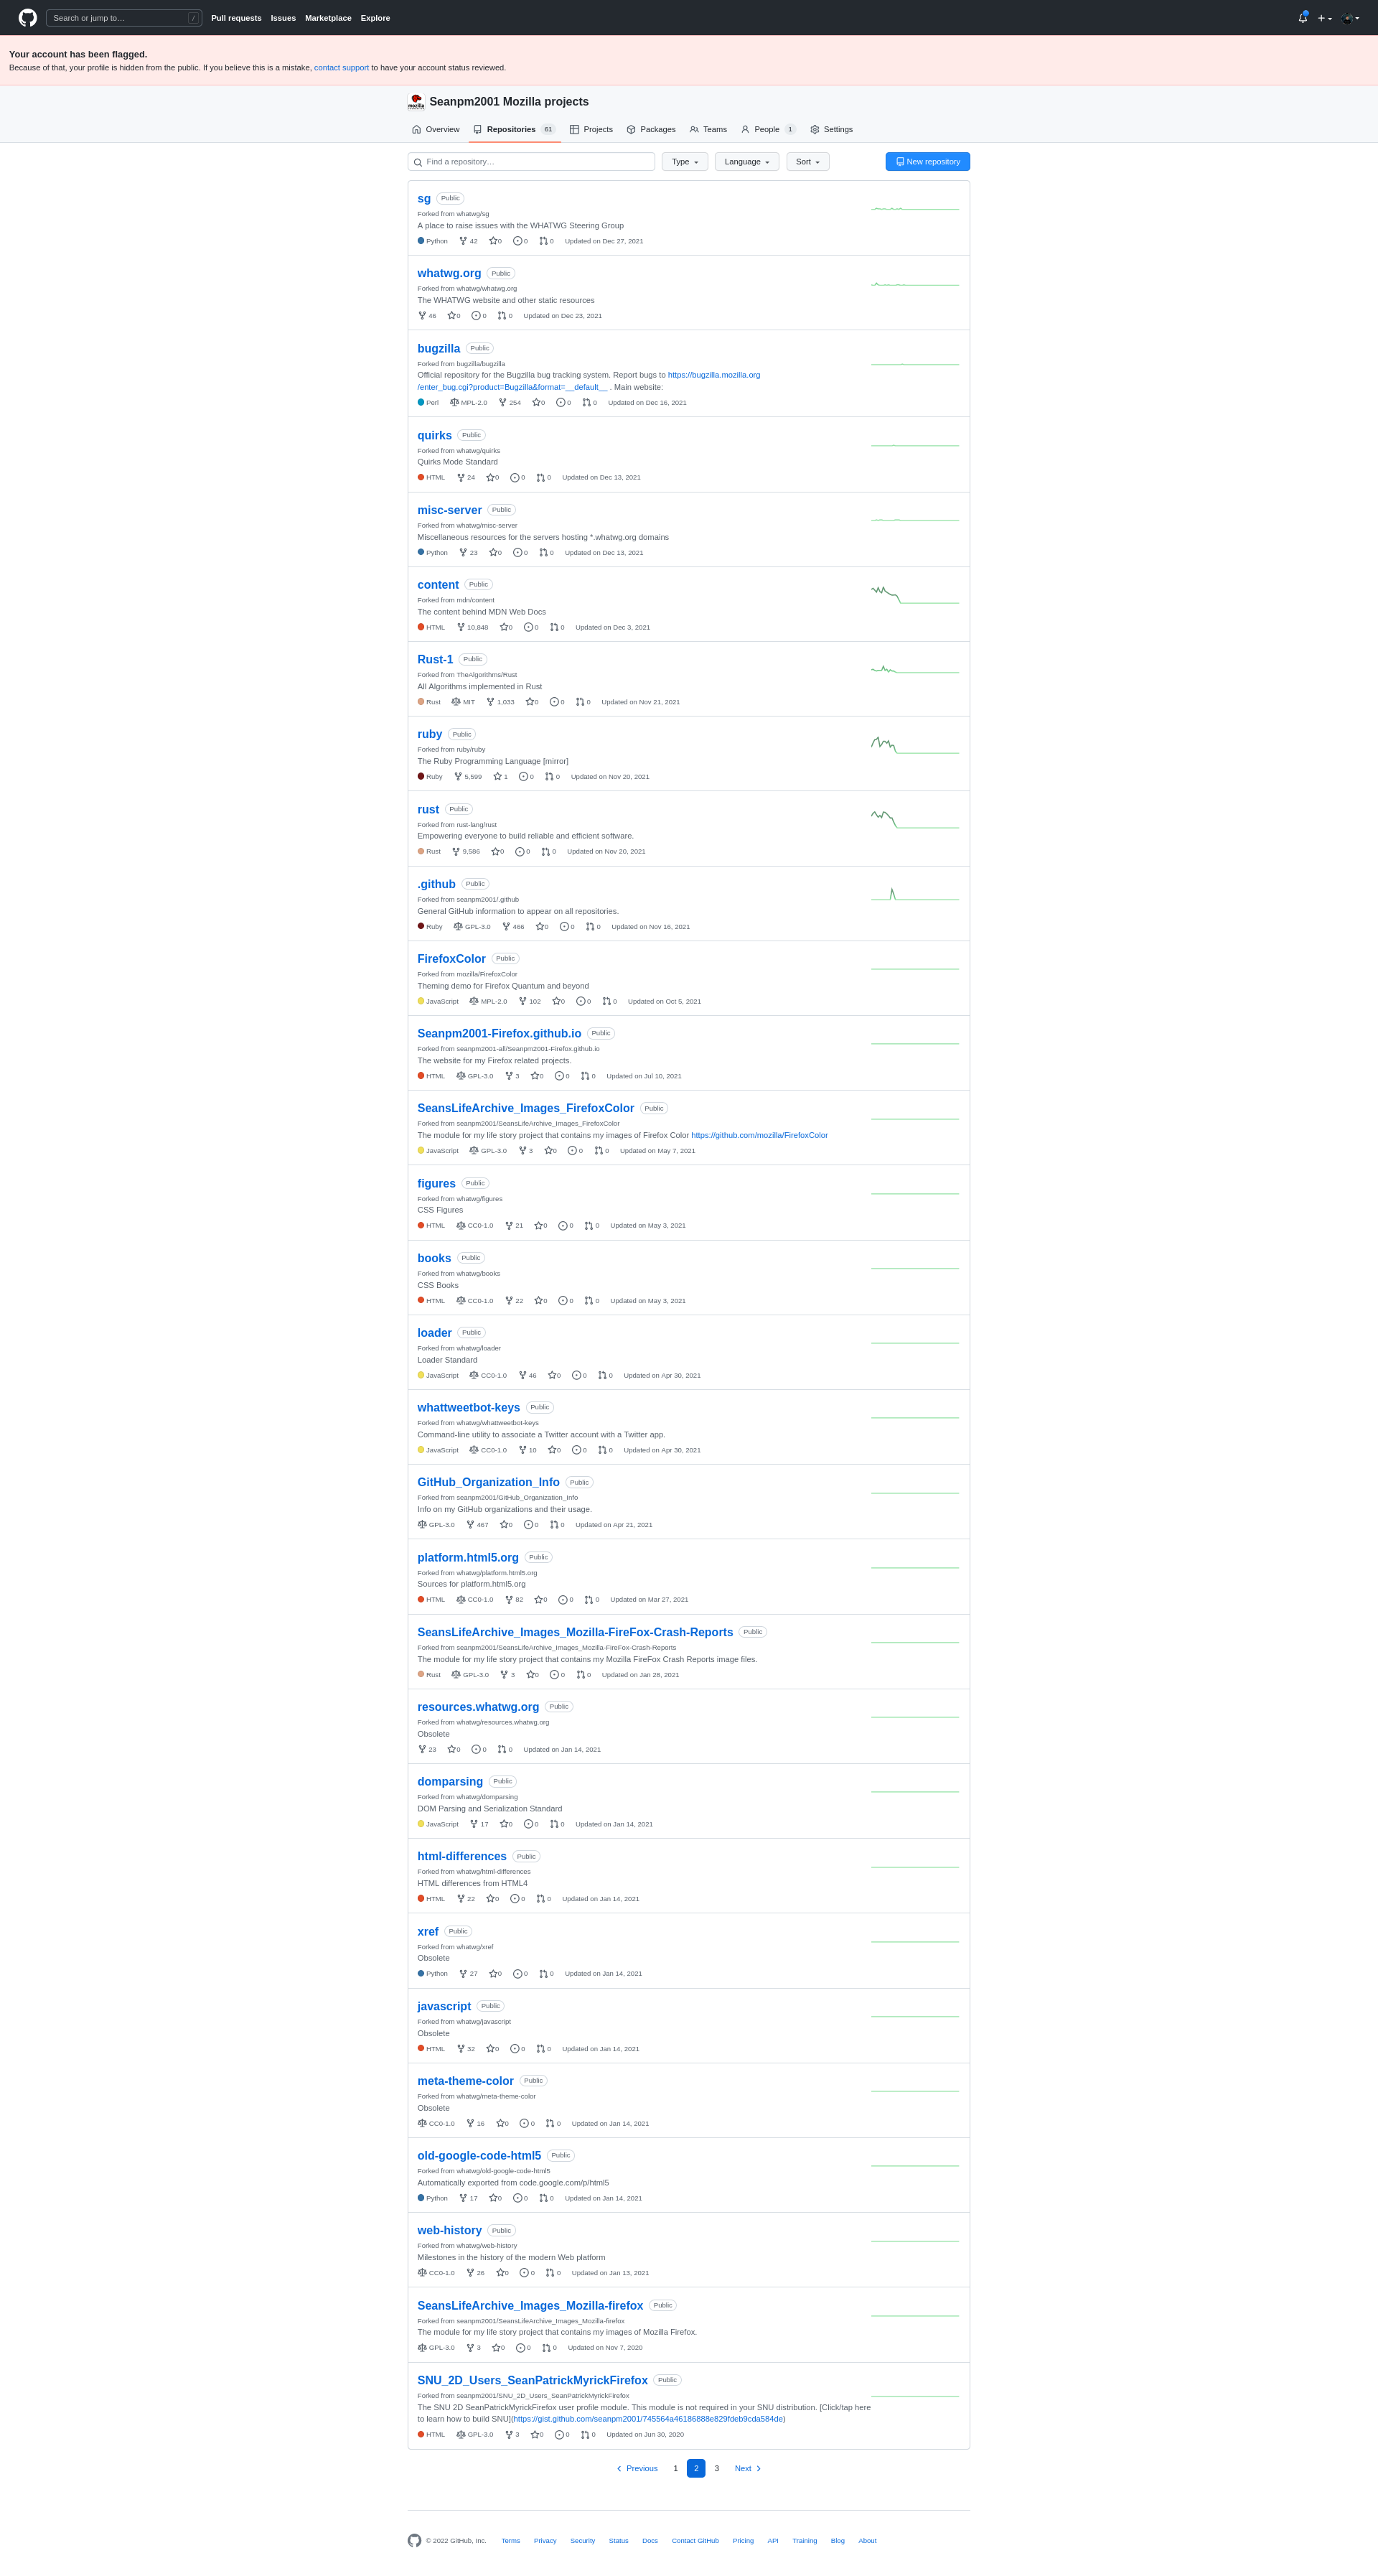 Search or jump to… /
Pull requests Issues Marketplace Explore
Your account has been flagged.
Because of that, your profile is hidden from the public. If you believe this is a mistake, contact support to have your account status reviewed.
mozilla
Seanpm2001 Mozilla projects
Overview Repositories 61 Projects Packages Teams People 1 Settings
Find a repository… Type Language Sort New repository
sg Public
Forked from whatwg/sg
A place to raise issues with the WHATWG Steering Group
Python 42 0 0 0 Updated on Dec 27, 2021
whatwg.org Public
Forked from whatwg/whatwg.org
The WHATWG website and other static resources
46 0 0 0 Updated on Dec 23, 2021
bugzilla Public
Forked from bugzilla/bugzilla
Official repository for the Bugzilla bug tracking system. Report bugs to https://bugzilla.mozilla.org
/enter_bug.cgi?product=Bugzilla&format=__default__ . Main website:
Perl MPL-2.0 254 0 0 0 Updated on Dec 16, 2021
quirks Public
Forked from whatwg/quirks
Quirks Mode Standard
HTML 24 0 0 0 Updated on Dec 13, 2021
misc-server Public
Forked from whatwg/misc-server
Miscellaneous resources for the servers hosting *.whatwg.org domains
Python 23 0 0 0 Updated on Dec 13, 2021
content Public
Forked from mdn/content
The content behind MDN Web Docs
HTML 10,848 0 0 0 Updated on Dec 3, 2021
Rust-1 Public
Forked from TheAlgorithms/Rust
All Algorithms implemented in Rust
Rust MIT 1,033 0 0 0 Updated on Nov 21, 2021
ruby Public
Forked from ruby/ruby
The Ruby Programming Language [mirror]
Ruby 5,599 1 0 0 Updated on Nov 20, 2021
rust Public
Forked from rust-lang/rust
Empowering everyone to build reliable and efficient software.
Rust 9,586 0 0 0 Updated on Nov 20, 2021
.github Public
Forked from seanpm2001/.github
General GitHub information to appear on all repositories.
Ruby GPL-3.0 466 0 0 0 Updated on Nov 16, 2021
FirefoxColor Public
Forked from mozilla/FirefoxColor
Theming demo for Firefox Quantum and beyond
JavaScript MPL-2.0 102 0 0 0 Updated on Oct 5, 2021
Seanpm2001-Firefox.github.io Public
Forked from seanpm2001-all/Seanpm2001-Firefox.github.io
The website for my Firefox related projects.
HTML GPL-3.0 3 0 0 0 Updated on Jul 10, 2021
SeansLifeArchive_Images_FirefoxColor Public
Forked from seanpm2001/SeansLifeArchive_Images_FirefoxColor
The module for my life story project that contains my images of Firefox Color https://github.com/mozilla/FirefoxColor
JavaScript GPL-3.0 3 0 0 0 Updated on May 7, 2021
figures Public
Forked from whatwg/figures
CSS Figures
HTML CC0-1.0 21 0 0 0 Updated on May 3, 2021
books Public
Forked from whatwg/books
CSS Books
HTML CC0-1.0 22 0 0 0 Updated on May 3, 2021
loader Public
Forked from whatwg/loader
Loader Standard
JavaScript CC0-1.0 46 0 0 0 Updated on Apr 30, 2021
whattweetbot-keys Public
Forked from whatwg/whattweetbot-keys
Command-line utility to associate a Twitter account with a Twitter app.
JavaScript CC0-1.0 10 0 0 0 Updated on Apr 30, 2021
GitHub_Organization_Info Public
Forked from seanpm2001/GitHub_Organization_Info
Info on my GitHub organizations and their usage.
GPL-3.0 467 0 0 0 Updated on Apr 21, 2021
platform.html5.org Public
Forked from whatwg/platform.html5.org
Sources for platform.html5.org
HTML CC0-1.0 82 0 0 0 Updated on Mar 27, 2021
SeansLifeArchive_Images_Mozilla-FireFox-Crash-Reports Public
Forked from seanpm2001/SeansLifeArchive_Images_Mozilla-FireFox-Crash-Reports
The module for my life story project that contains my Mozilla FireFox Crash Reports image files.
Rust GPL-3.0 3 0 0 0 Updated on Jan 28, 2021
resources.whatwg.org Public
Forked from whatwg/resources.whatwg.org
Obsolete
23 0 0 0 Updated on Jan 14, 2021
domparsing Public
Forked from whatwg/domparsing
DOM Parsing and Serialization Standard
JavaScript 17 0 0 0 Updated on Jan 14, 2021
html-differences Public
Forked from whatwg/html-differences
HTML differences from HTML4
HTML 22 0 0 0 Updated on Jan 14, 2021
xref Public
Forked from whatwg/xref
Obsolete
Python 27 0 0 0 Updated on Jan 14, 2021
javascript Public
Forked from whatwg/javascript
Obsolete
HTML 32 0 0 0 Updated on Jan 14, 2021
meta-theme-color Public
Forked from whatwg/meta-theme-color
Obsolete
CC0-1.0 16 0 0 0 Updated on Jan 14, 2021
old-google-code-html5 Public
Forked from whatwg/old-google-code-html5
Automatically exported from code.google.com/p/html5
Python 17 0 0 0 Updated on Jan 14, 2021
web-history Public
Forked from whatwg/web-history
Milestones in the history of the modern Web platform
CC0-1.0 26 0 0 0 Updated on Jan 13, 2021
SeansLifeArchive_Images_Mozilla-firefox Public
Forked from seanpm2001/SeansLifeArchive_Images_Mozilla-firefox
The module for my life story project that contains my images of Mozilla Firefox.
GPL-3.0 3 0 0 0 Updated on Nov 7, 2020
SNU_2D_Users_SeanPatrickMyrickFirefox Public
Forked from seanpm2001/SNU_2D_Users_SeanPatrickMyrickFirefox
The SNU 2D SeanPatrickMyrickFirefox user profile module. This module is not required in your SNU distribution. [Click/tap here
to learn how to build SNU](https://gist.github.com/seanpm2001/745564a46186888e829fdeb9cda584de)
HTML GPL-3.0 3 0 0 0 Updated on Jun 30, 2020
Previous 1 2 3 Next
© 2022 GitHub, Inc. Terms Privacy Security Status Docs Contact GitHub Pricing API Training Blog About